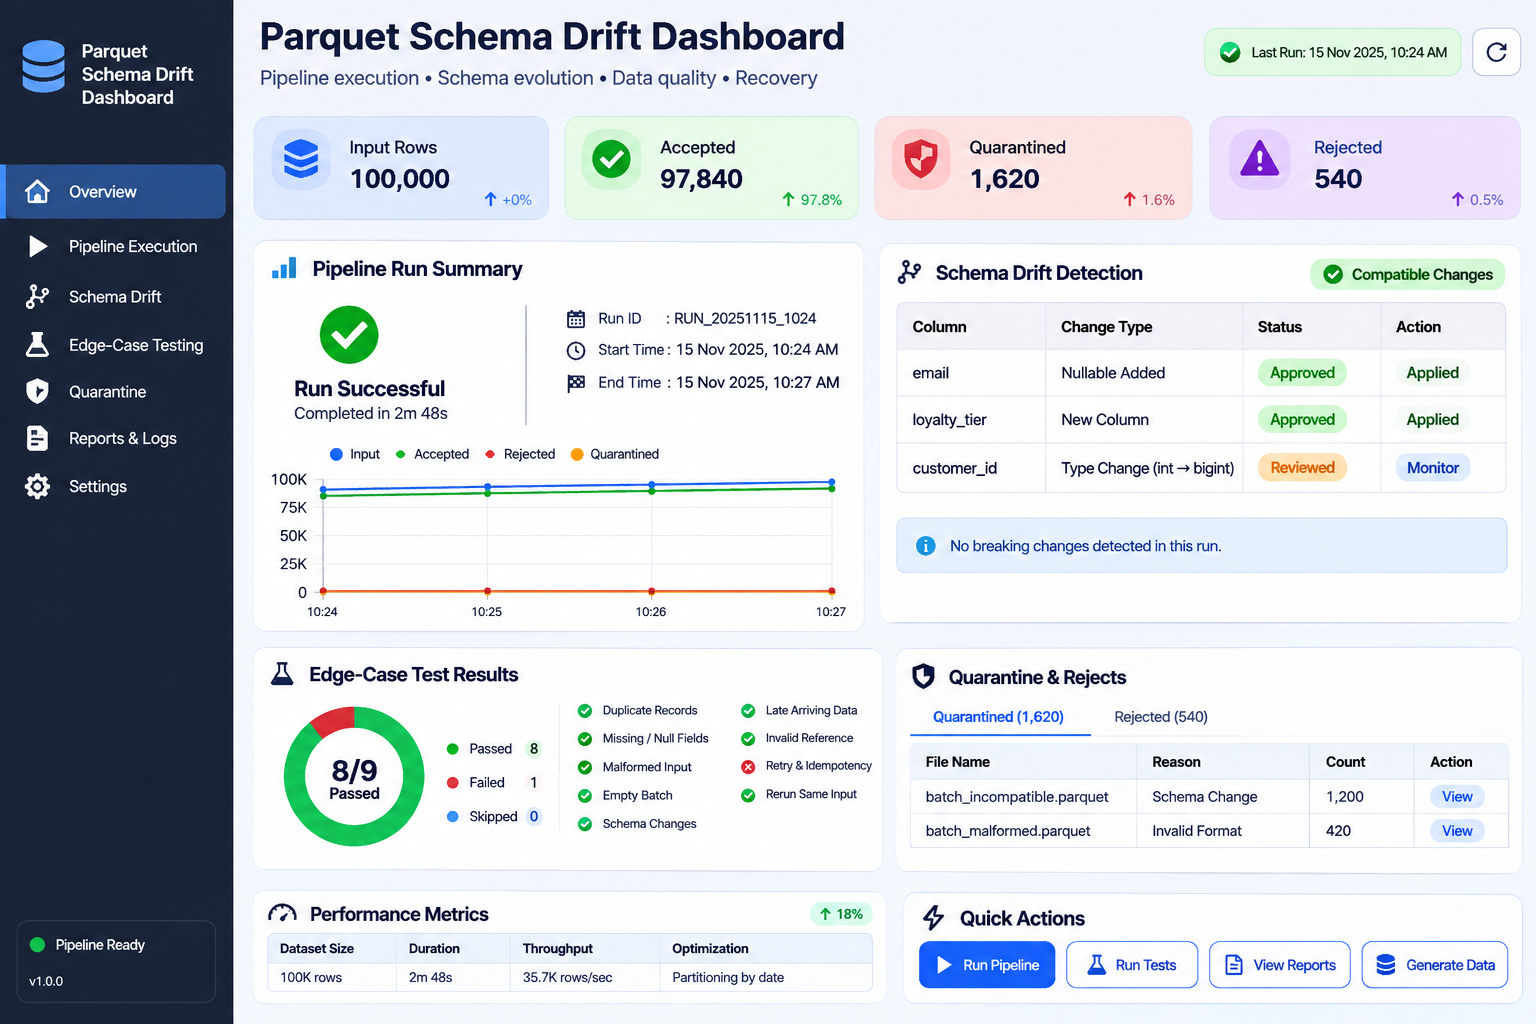 Parquet
Schema Drift
Dashboard
Overview
Pipeline Execution
Schema Drift
Edge-Case Testing
Quarantine
Reports & Logs
Settings
Pipeline Ready
v1.0.0
Parquet Schema Drift Dashboard
Pipeline execution • Schema evolution • Data quality • Recovery
Last Run: 15 Nov 2025, 10:24 AM
Input Rows
100,000
↑ +0%
Accepted
97,840
↑ 97.8%
Quarantined
1,620
↑ 1.6%
Rejected
540
↑ 0.5%
Pipeline Run Summary
Run Successful
Completed in 2m 48s
Run ID : RUN_20251115_1024
Start Time : 15 Nov 2025, 10:24 AM
End Time : 15 Nov 2025, 10:27 AM
Input Accepted Rejected Quarantined
100K
75K
50K
25K
0
10:24 10:25 10:26 10:27
Schema Drift Detection
Compatible Changes
Column Change Type Status Action
email Nullable Added Approved Applied
loyalty_tier New Column Approved Applied
customer_id Type Change (int → bigint) Reviewed Monitor
No breaking changes detected in this run.
Edge-Case Test Results
8/9
Passed
Passed 8
Failed 1
Skipped 0
Duplicate Records
Missing / Null Fields
Malformed Input
Empty Batch
Schema Changes
Late Arriving Data
Invalid Reference
Retry & Idempotency
Rerun Same Input
Quarantine & Rejects
Quarantined (1,620) Rejected (540)
File Name Reason Count Action
batch_incompatible.parquet Schema Change 1,200 View
batch_malformed.parquet Invalid Format 420 View
Performance Metrics
↑ 18%
Dataset Size Duration Throughput Optimization
100K rows 2m 48s 35.7K rows/sec Partitioning by date
Quick Actions
Run Pipeline Run Tests View Reports Generate Data